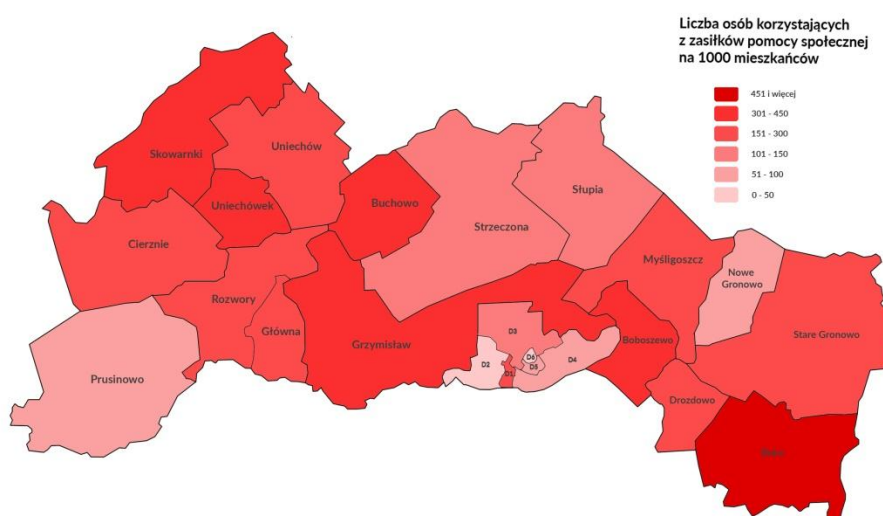 Liczba osób korzystających
z zasiłków pomocy społecznej
na 1000 mieszkańców
451 i więcej
301 - 450
151 - 300
101 - 150
51 - 100
0 - 50
Skowarnki
Uniechów
Uniechówek
Buchowo
Cierznie
Strzeczona
Słupia
Myśligoszcz
Nowe
Gronowo
Rozwory
Główna
Grzymisław
Boboszewo
Stare Gronowo
Prusinowo
D3
D2
D1
D6
D5
D4
Drozdowo